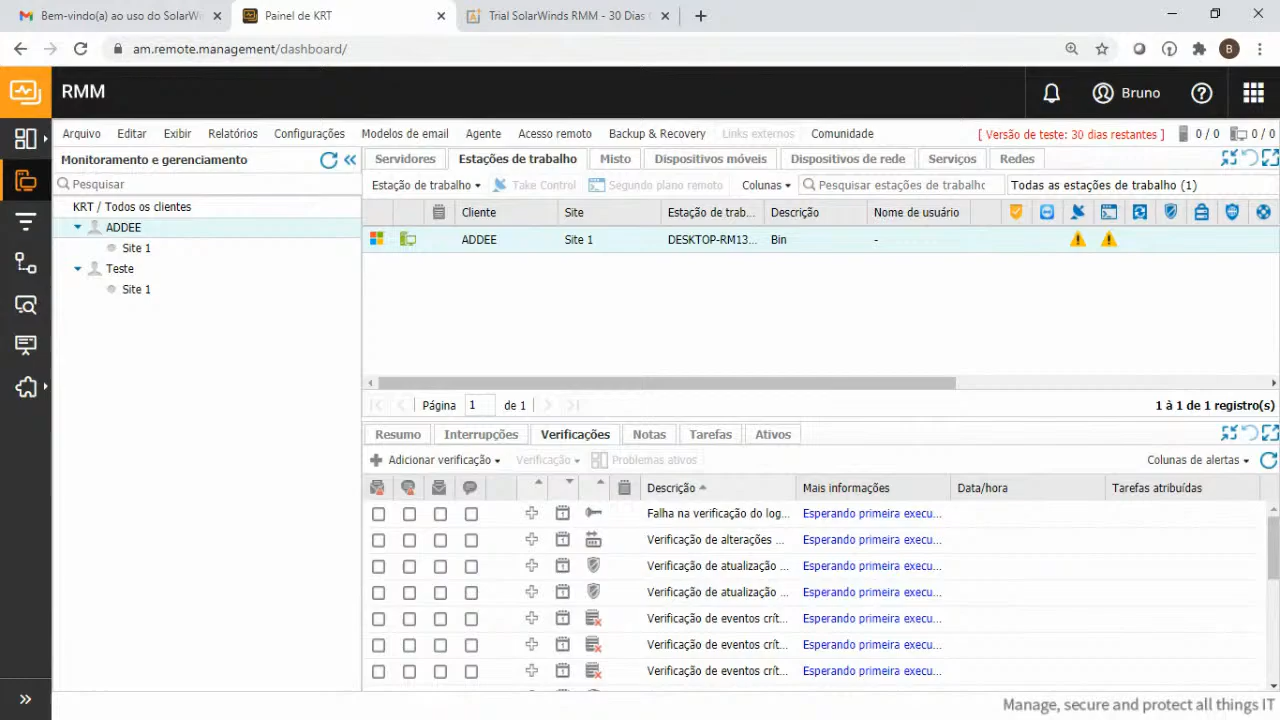 Bem-vindo(a) ao uso do SolarWi
Painel de KRT
Trial SolarWinds RMM - 30 Dias
am.remote.management/dashboard/
B
RMM
Bruno
Arquivo Editar Exibir Relatórios Configurações Modelos de email Agente Acesso remoto Backup & Recovery Links externos Comunidade [ Versão de teste: 30 dias restantes ] 0 / 0 0 / 0
Monitoramento e gerenciamento
Pesquisar
KRT / Todos os clientes
ADDEE
Site 1
Teste
Site 1
Servidores Estações de trabalho Misto Dispositivos móveis Dispositivos de rede Serviços Redes
Estação de trabalho Take Control Segundo plano remoto Colunas Pesquisar estações de trabalho Todas as estações de trabalho (1)
Cliente Site Estação de trab... Descrição Nome de usuário
ADDEE Site 1 DESKTOP-RM13... Bin -
Página 1 de 1 1 à 1 de 1 registro(s)
Resumo Interrupções Verificações Notas Tarefas Ativos
Adicionar verificação Verificação Problemas ativos Colunas de alertas
Descrição Mais informações Data/hora Tarefas atribuídas
Falha na verificação do log... Esperando primeira execu...
Verificação de alterações ... Esperando primeira execu...
Verificação de atualização ... Esperando primeira execu...
Verificação de atualização ... Esperando primeira execu...
Verificação de eventos crít... Esperando primeira execu...
Verificação de eventos crít... Esperando primeira execu...
Verificação de eventos crít... Esperando primeira execu...
Manage, secure and protect all things IT